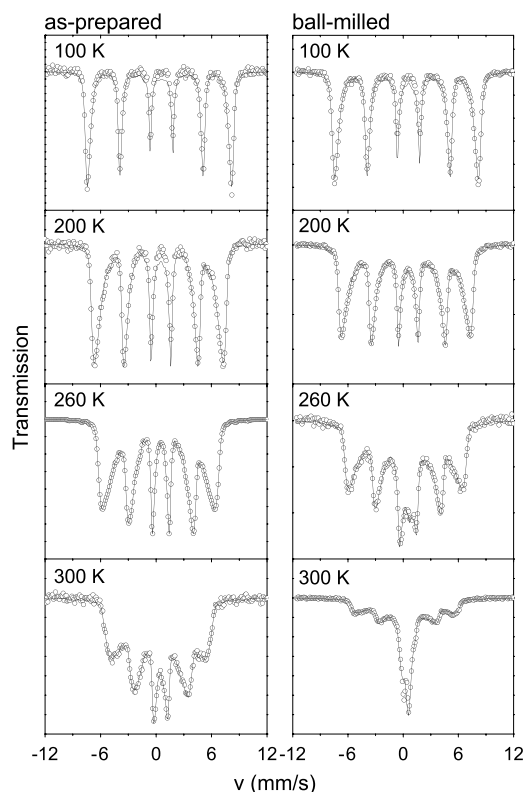 as-prepared
ball-milled
100 K
100 K
200 K
200 K
Transmission
260 K
260 K
300 K
300 K
-12 -6 0 6 12 -12 -6 0 6 12
v (mm/s)
v (mm/s)